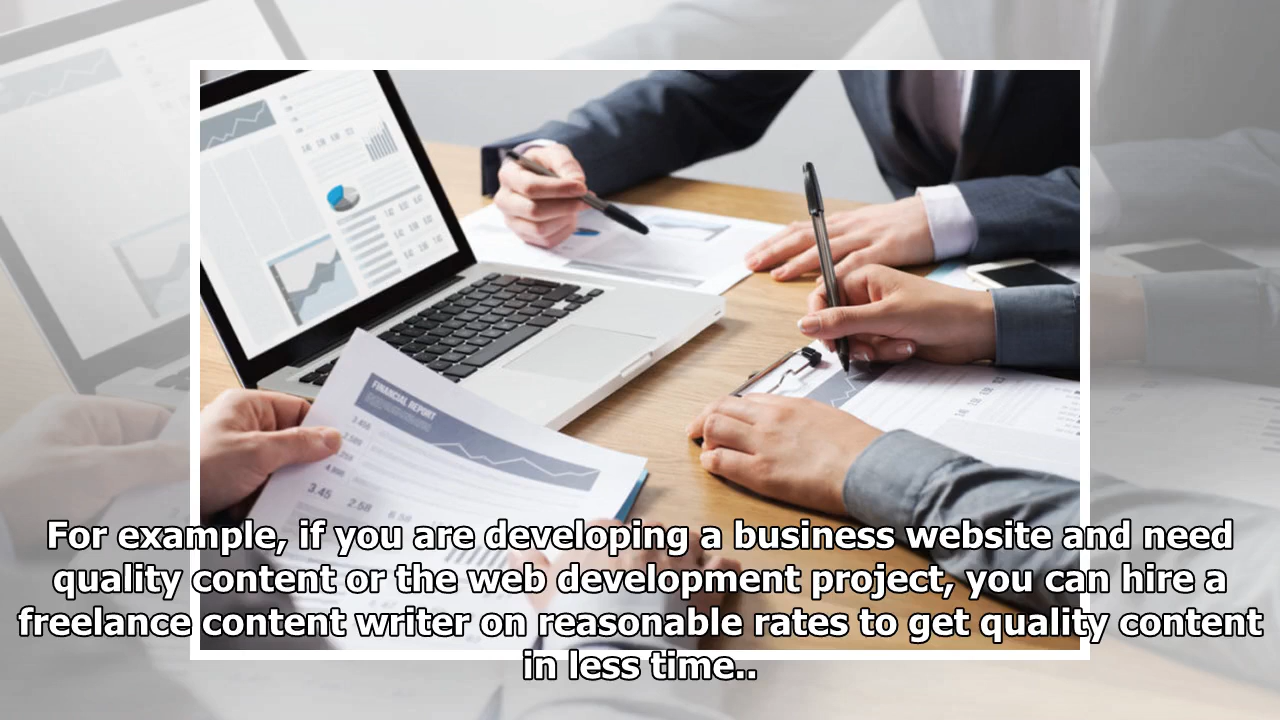 FINANCIAL REPORT
3.45 2.58
For example, if you are developing a business website and need
quality content or the web development project, you can hire a
freelance content writer on reasonable rates to get quality content
in less time..